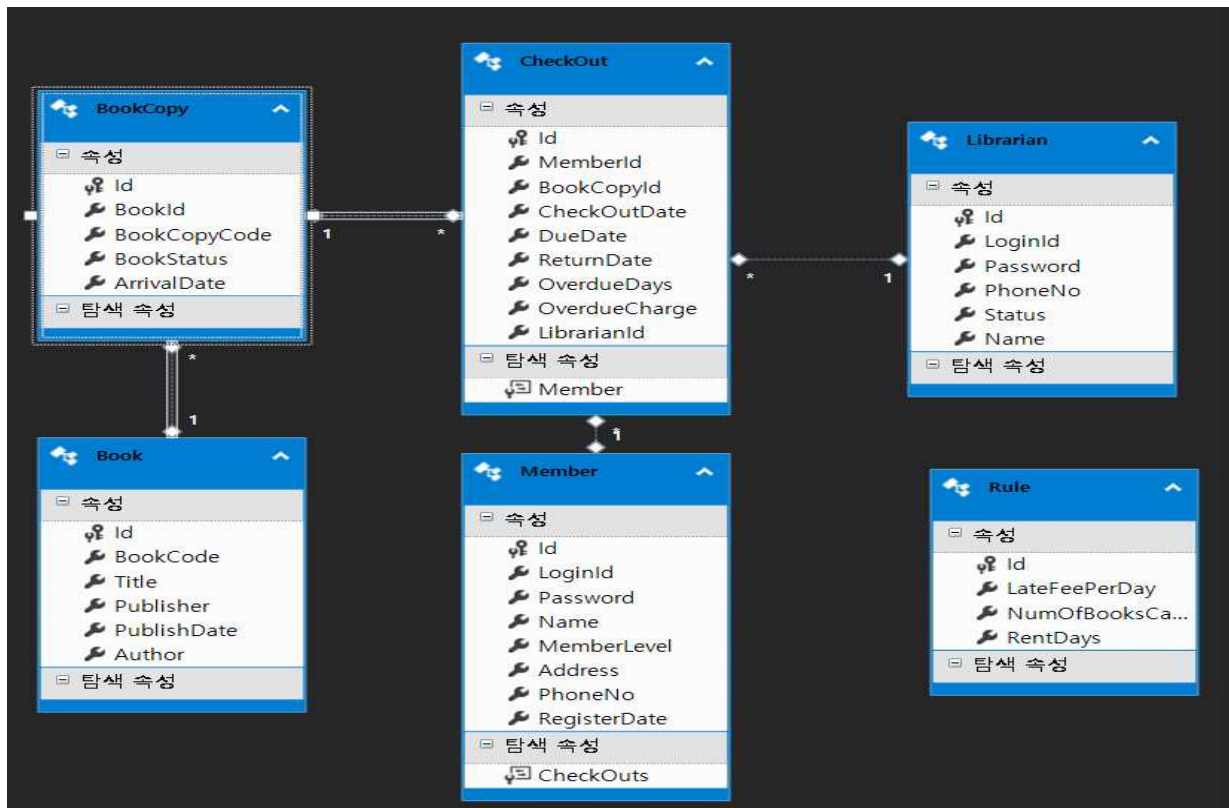 BookCopy
속성
Id
BookId
BookCopyCode
BookStatus
ArrivalDate
탐색 속성
1
*
*
1
Book
속성
Id
BookCode
Title
Publisher
PublishDate
Author
탐색 속성
CheckOut
속성
Id
MemberId
BookCopyId
CheckOutDate
DueDate
ReturnDate
OverdueDays
OverdueCharge
LibrarianId
탐색 속성
Member
*
1
*
1
Member
속성
Id
LoginId
Password
Name
MemberLevel
Address
PhoneNo
RegisterDate
탐색 속성
CheckOuts
Librarian
속성
Id
LoginId
Password
PhoneNo
Status
Name
탐색 속성
Rule
속성
Id
LateFeePerDay
NumOfBooksCa...
RentDays
탐색 속성